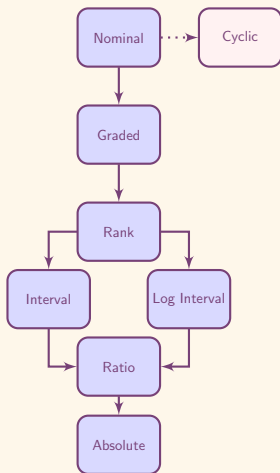 Nominal
Cyclic
Graded
Rank
Interval
Log Interval
Ratio
Absolute